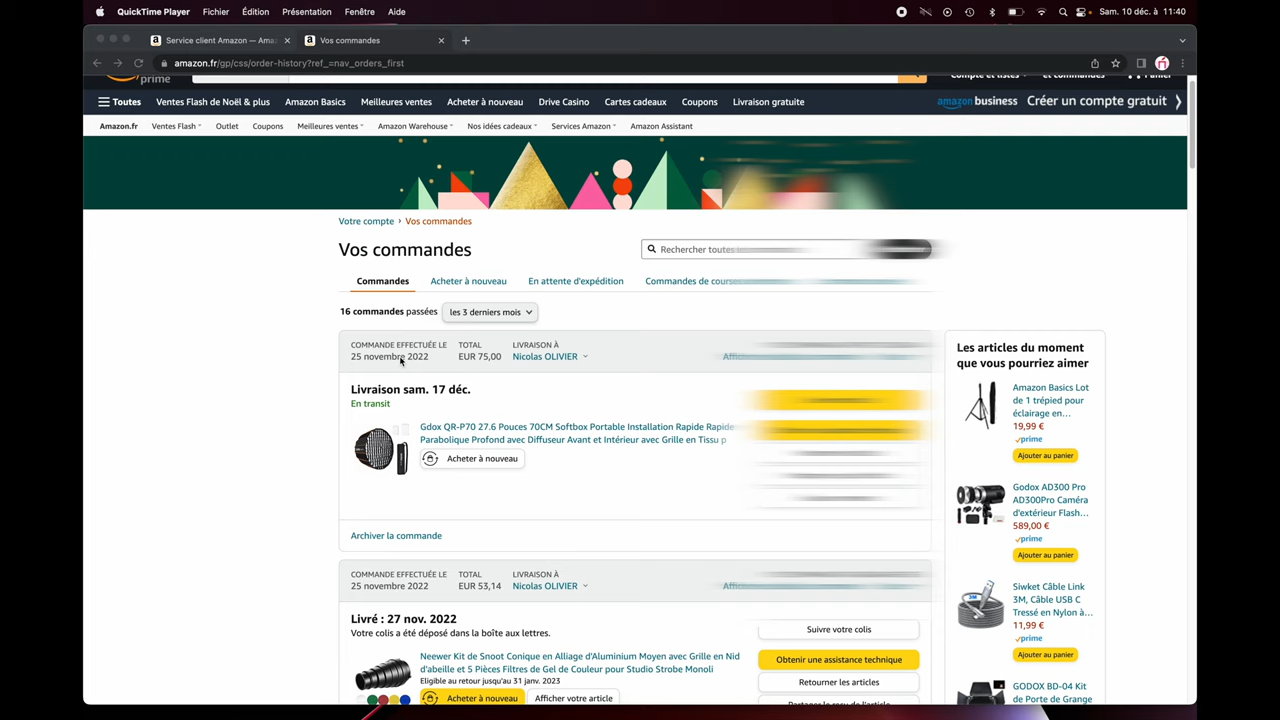 QuickTime Player Fichier Édition Présentation Fenêtre Aide
Sam. 10 déc. à 11:40
Service client Amazon — Ama
Vos commandes
amazon.fr/gp/css/order-history?ref_=nav_orders_first
prime
Compte et listes et commandes Panier
Toutes Ventes Flash de Noël & plus Amazon Basics Meilleures ventes Acheter à nouveau Drive Casino Cartes cadeaux Coupons Livraison gratuite
amazon business Créer un compte gratuit
Amazon.fr Ventes Flash Outlet Coupons Meilleures ventes Amazon Warehouse Nos idées cadeaux Services Amazon Amazon Assistant
Votre compte › Vos commandes
Vos commandes
Rechercher toutes
Commandes Acheter à nouveau En attente d'expédition Commandes de course
16 commandes passées les 3 derniers mois
COMMANDE EFFECTUÉE LE TOTAL LIVRAISON À
25 novembre 2022 EUR 75,00 Nicolas OLIVIER
Livraison sam. 17 déc.
En transit
Gdox QR-P70 27.6 Pouces 70CM Softbox Portable Installation Rapide Rapide
Parabolique Profond avec Diffuseur Avant et Intérieur avec Grille en Tissu p
Acheter à nouveau
Archiver la commande
COMMANDE EFFECTUÉE LE TOTAL LIVRAISON À
25 novembre 2022 EUR 53,14 Nicolas OLIVIER
Livré : 27 nov. 2022
Votre colis a été déposé dans la boîte aux lettres.
Neewer Kit de Snoot Conique en Alliage d'Aluminium Moyen avec Grille en Nid
d'abeille et 5 Pièces Filtres de Gel de Couleur pour Studio Strobe Monoli
Eligible au retour jusqu'au 31 janv. 2023
Acheter à nouveau Afficher votre article
Suivre votre colis
Obtenir une assistance technique
Retourner les articles
Partager le reçu de l'article
Les articles du moment
que vous pourriez aimer
Amazon Basics Lot
de 1 trépied pour
éclairage en...
19,99 €
prime
Ajouter au panier
Godox AD300 Pro
AD300Pro Caméra
d'extérieur Flash...
589,00 €
prime
Ajouter au panier
Siwket Câble Link
3M, Câble USB C
Tressé en Nylon à...
11,99 €
prime
Ajouter au panier
GODOX BD-04 Kit
de Porte de Grange